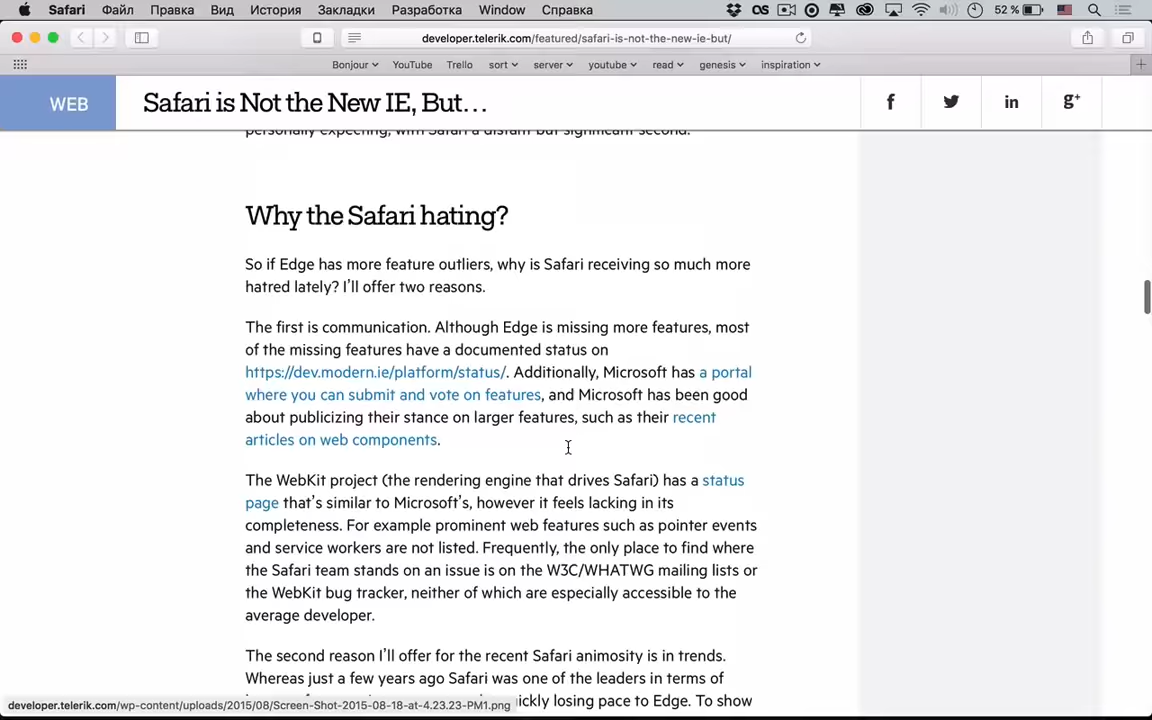 Safari Файл Правка Вид История Закладки Разработка Window Справка 52 %
developer.telerik.com/featured/safari-is-not-the-new-ie-but/
Bonjour YouTube Trello sort server youtube read genesis inspiration
WEB Safari is Not the New IE, But… f in g+
personally expecting, with Safari a distant but significant second.
Why the Safari hating?
So if Edge has more feature outliers, why is Safari receiving so much more
hatred lately? I'll offer two reasons.
The first is communication. Although Edge is missing more features, most
of the missing features have a documented status on
https://dev.modern.ie/platform/status/. Additionally, Microsoft has a portal
where you can submit and vote on features, and Microsoft has been good
about publicizing their stance on larger features, such as their recent
articles on web components.
The WebKit project (the rendering engine that drives Safari) has a status
page that's similar to Microsoft's, however it feels lacking in its
completeness. For example prominent web features such as pointer events
and service workers are not listed. Frequently, the only place to find where
the Safari team stands on an issue is on the W3C/WHATWG mailing lists or
the WebKit bug tracker, neither of which are especially accessible to the
average developer.
The second reason I'll offer for the recent Safari animosity is in trends.
Whereas just a few years ago Safari was one of the leaders in terms of
quickly losing pace to Edge. To show
developer.telerik.com/wp-content/uploads/2015/08/Screen-Shot-2015-08-18-at-4.23.23-PM1.png